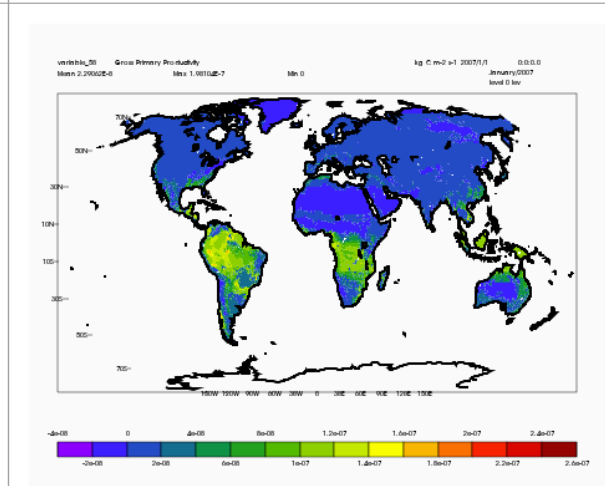 variable_58 Gross Primary Productivity kg C m-2 s-1 2007/1/1 0:0:0.0
Mean 2.29062E-8 Max 1.98104E-7 Min 0 January/2007
level 0 lev
70N
50N
30N
10N
10S
30S
50S
70S
150W 120W 90W 60W 30W 0 30E 60E 90E 120E 150E
-4e-08 0 4e-08 8e-08 1.2e-07 1.6e-07 2e-07 2.4e-07
-2e-08 2e-08 6e-08 1e-07 1.4e-07 1.8e-07 2.2e-07 2.6e-07